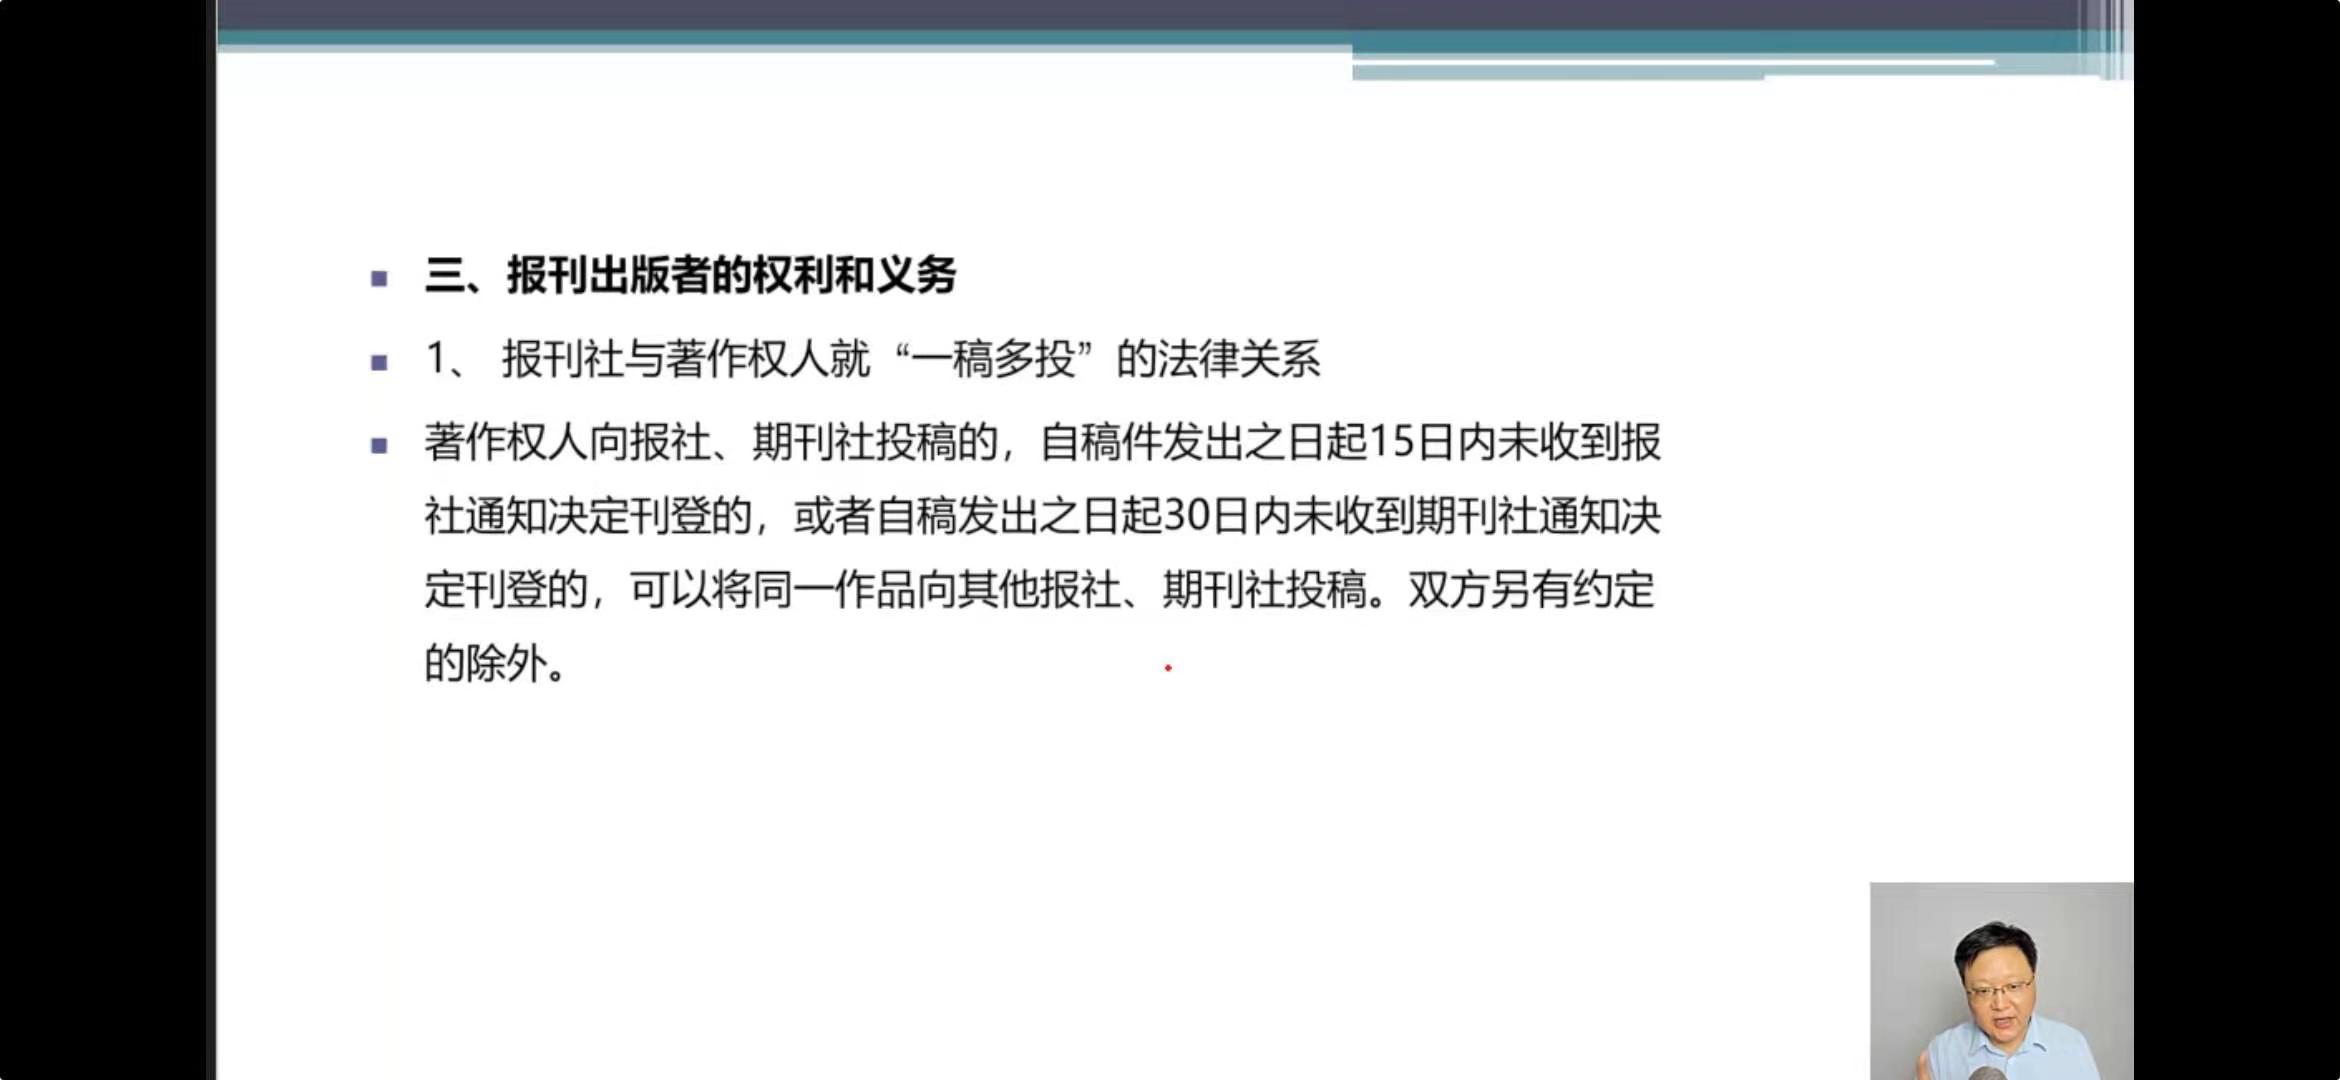 三、报刊出版者的权利和义务
1、 报刊社与著作权人就“一稿多投”的法律关系
著作权人向报社、期刊社投稿的，自稿件发出之日起15日内未收到报
社通知决定刊登的，或者自稿发出之日起30日内未收到期刊社通知决
定刊登的，可以将同一作品向其他报社、期刊社投稿。双方另有约定
的除外。